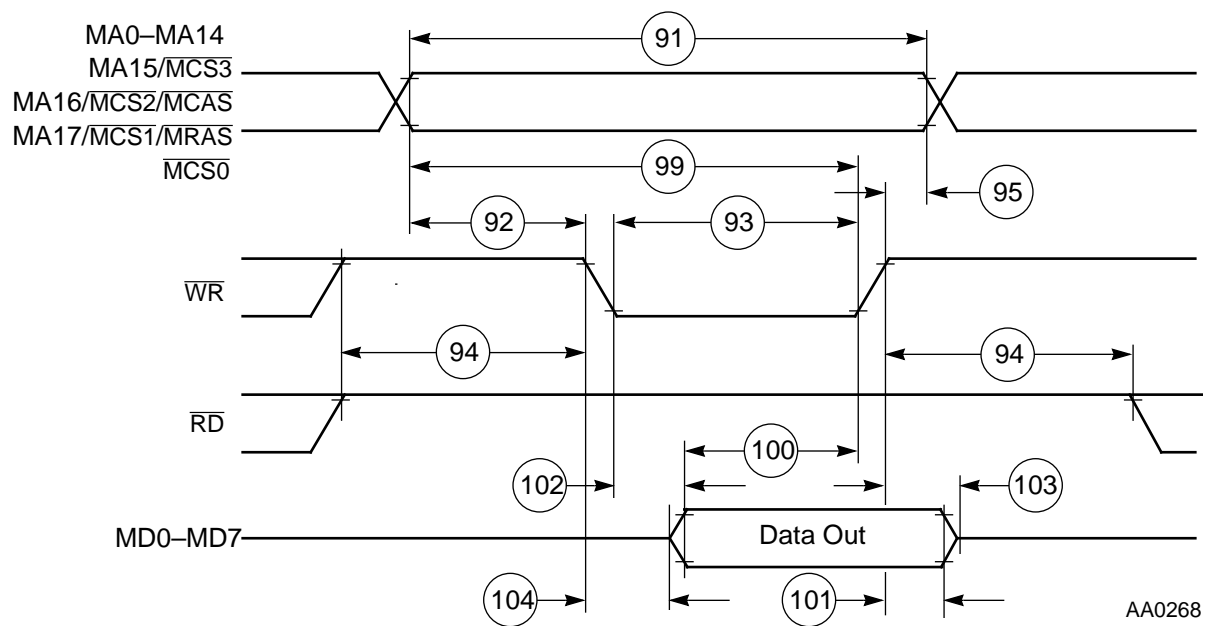 MA0–MA14
91
MA15/MCS3
MA16/MCS2/MCAS
MA17/MCS1/MRAS
MCS0
99
95
92
93
WR
94
94
RD
100
102
103
MD0–MD7
Data Out
104
101
AA0268